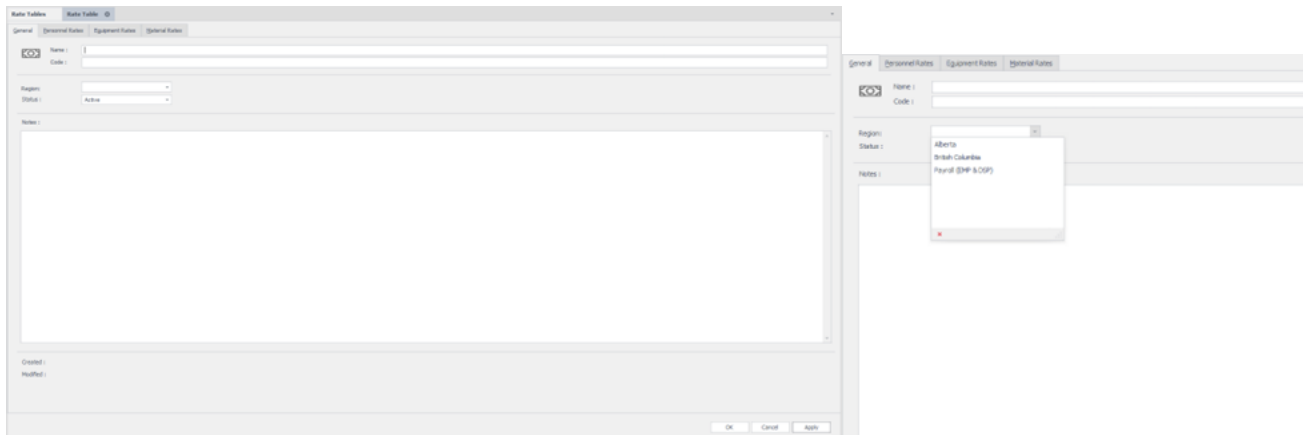 Rate Tables Rate Table
General Personnel Rates Equipment Rates Material Rates
Name :
Code :
Region:
Status : Active
Notes :
Created :
Modified :
OK Cancel Apply
General Personnel Rates Equipment Rates Material Rates
Name :
Code :
Region:
Status :
Alberta
British Columbia
Payroll (EMP & DSP)
Notes :